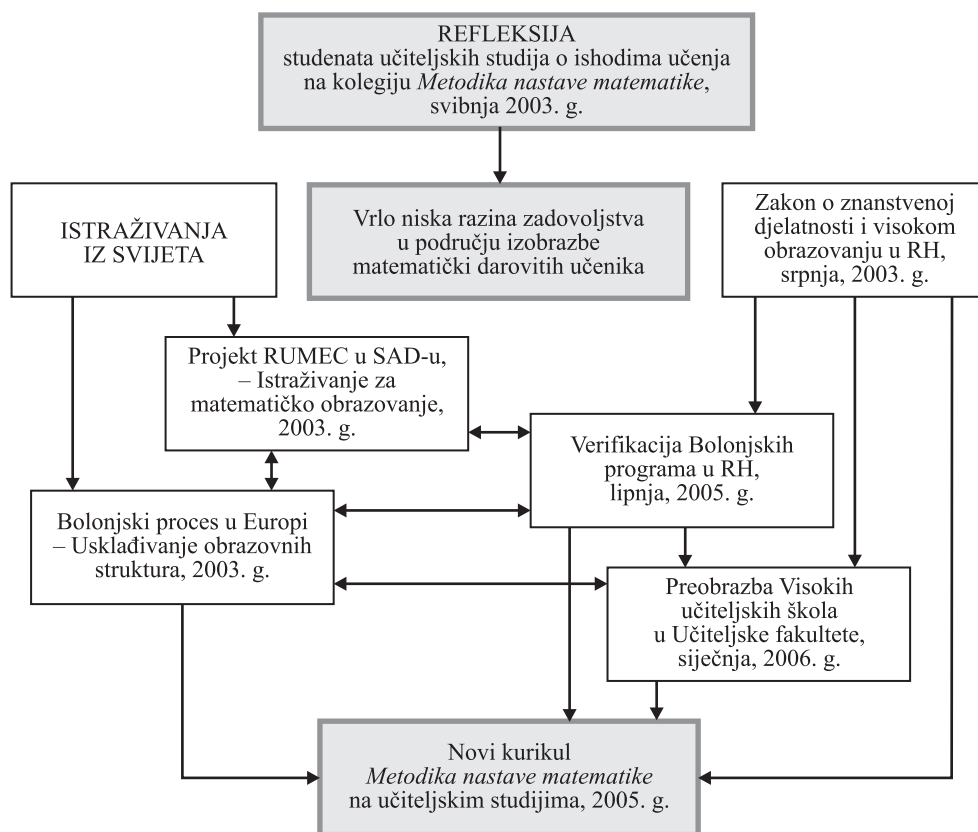 REFLEKSIJA
studenata učiteljskih studija o ishodima učenja
na kolegiju Metodika nastave matematike,
svibnja 2003. g.
ISTRAŽIVANJA
IZ SVIJETA
Vrlo niska razina zadovoljstva
u području izobrazbe
matematički darovitih učenika
Zakon o znanstvenoj
djelatnosti i visokom
obrazovanju u RH,
srpnja, 2003. g.
Projekt RUMEC u SAD-u,
– Istraživanje za
matematičko obrazovanje,
2003. g.
Verifikacija Bolonjskih
programa u RH,
lipnja, 2005. g.
Bolonjski proces u Europi
– Usklađivanje obrazovnih
struktura, 2003. g.
Preobrazba Visokih
učiteljskih škola
u Učiteljske fakultete,
siječnja, 2006. g.
Novi kurikul
Metodika nastave matematike
na učiteljskim studijima, 2005. g.